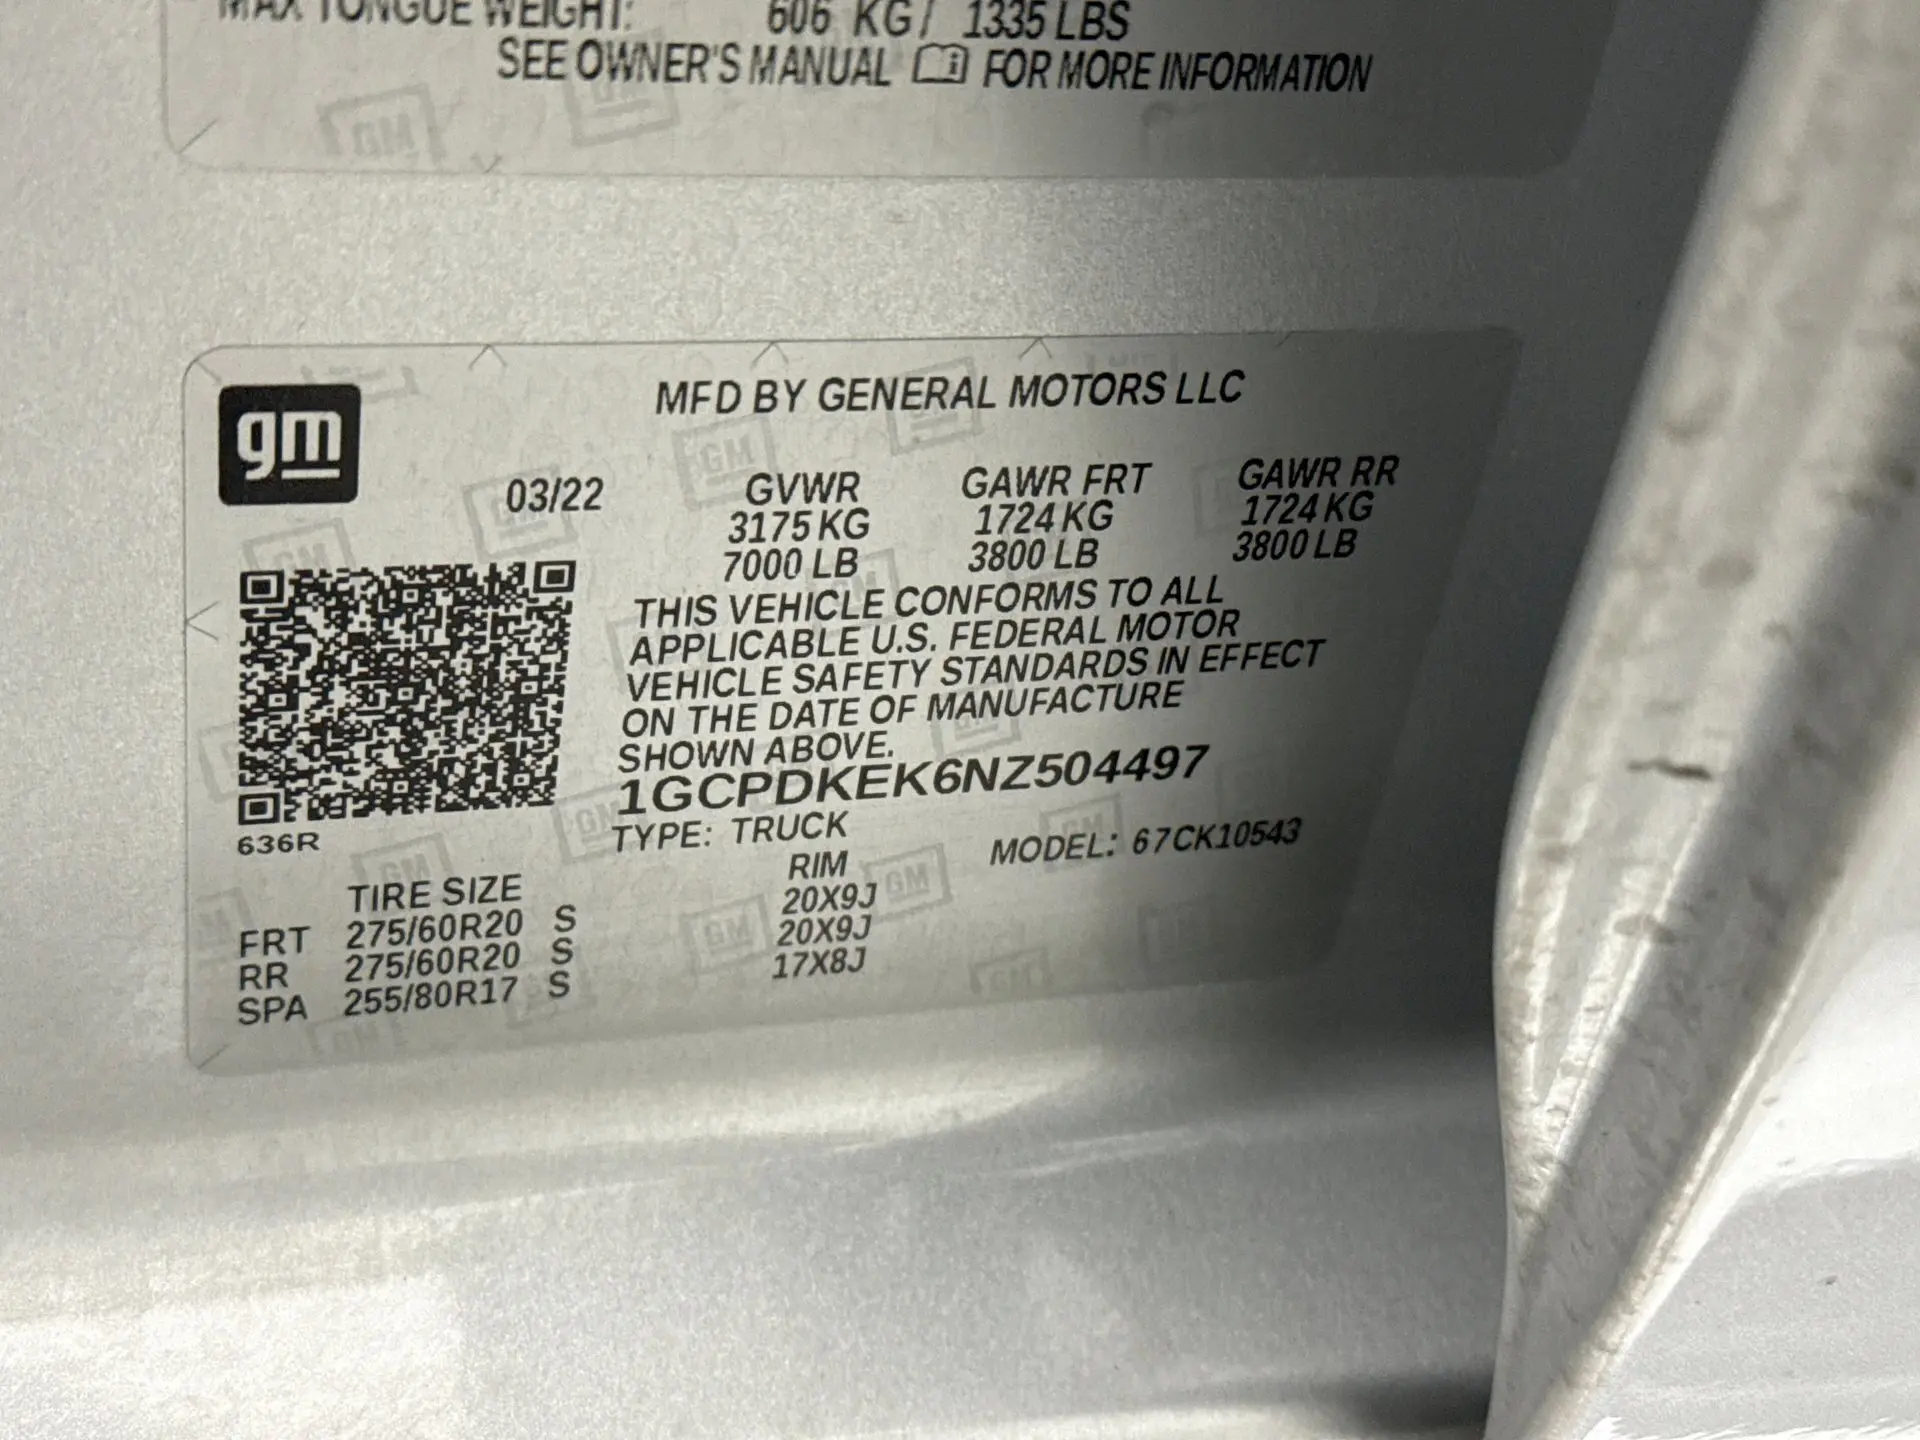 MAX TONGUE WEIGHT: 606 KG / 1335 LBS
SEE OWNER'S MANUAL FOR MORE INFORMATION
gm
MFD BY GENERAL MOTORS LLC
03/22 GVWR GAWR FRT GAWR RR
3175 KG 1724 KG 1724 KG
7000 LB 3800 LB 3800 LB
THIS VEHICLE CONFORMS TO ALL
APPLICABLE U.S. FEDERAL MOTOR
VEHICLE SAFETY STANDARDS IN EFFECT
ON THE DATE OF MANUFACTURE
SHOWN ABOVE.
1GCPDKEK6NZ504497
636R
TYPE: TRUCK MODEL: 67CK10543
TIRE SIZE RIM
FRT 275/60R20 S 20X9J
RR 275/60R20 S 20X9J
SPA 255/80R17 S 17X8J